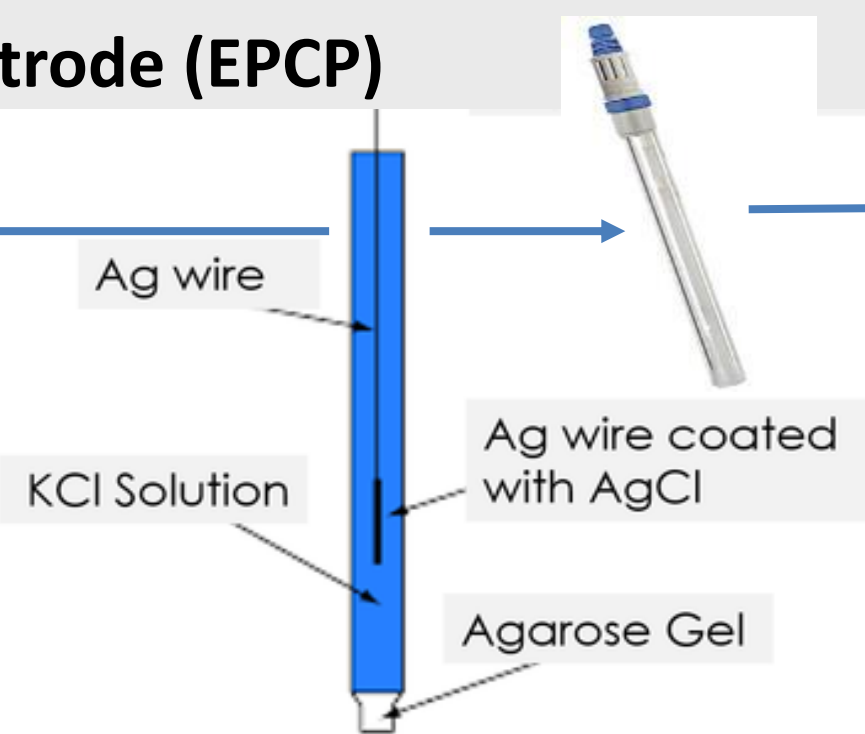 trode (EPCP)
Ag wire
Ag wire coated
with AgCl
KCl Solution
Agarose Gel